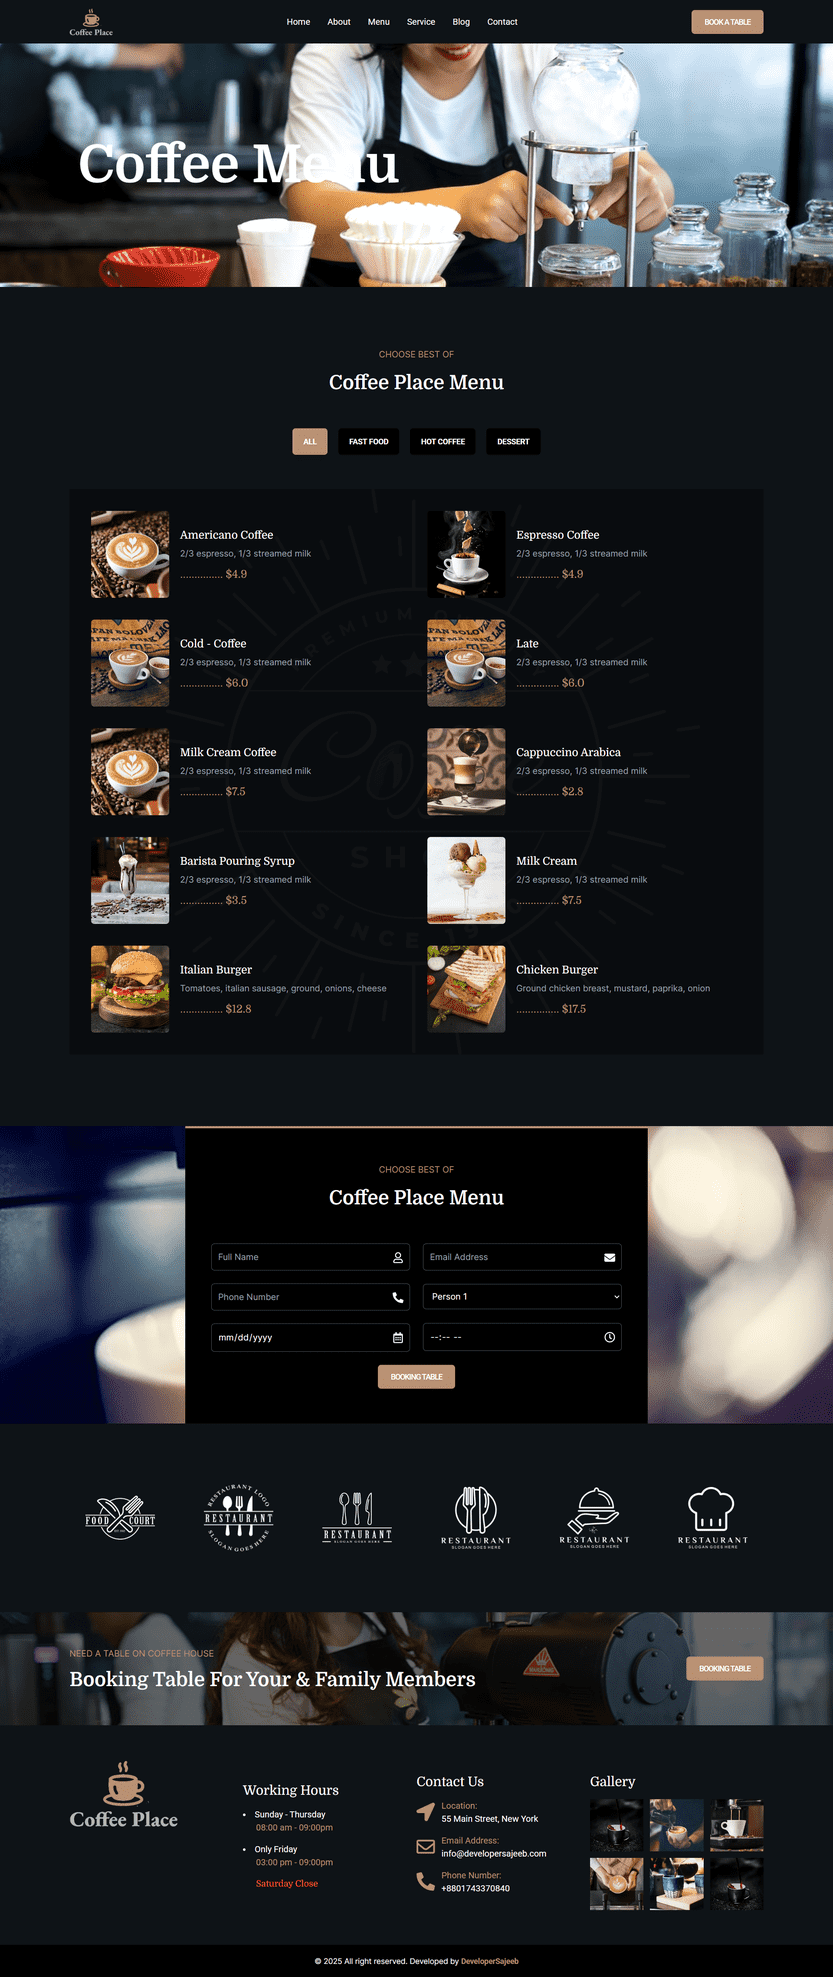 Coffee Place
Home About Menu Service Blog Contact
BOOK A TABLE
Coffee Menu
CHOOSE BEST OF
Coffee Place Menu
ALL FAST FOOD HOT COFFEE DESSERT
Americano Coffee
2/3 espresso, 1/3 streamed milk
............... $4.9
Espresso Coffee
2/3 espresso, 1/3 streamed milk
............... $4.9
Cold - Coffee
2/3 espresso, 1/3 streamed milk
............... $6.0
Late
2/3 espresso, 1/3 streamed milk
............... $6.0
Milk Cream Coffee
2/3 espresso, 1/3 streamed milk
............... $7.5
Cappuccino Arabica
2/3 espresso, 1/3 streamed milk
............... $2.8
Barista Pouring Syrup
2/3 espresso, 1/3 streamed milk
............... $3.5
Milk Cream
2/3 espresso, 1/3 streamed milk
............... $7.5
Italian Burger
Tomatoes, italian sausage, ground, onions, cheese
............... $12.8
Chicken Burger
Ground chicken breast, mustard, paprika, onion
............... $17.5
PREMIUM
Coffee
SINCE
CHOOSE BEST OF
Coffee Place Menu
Full Name
Email Address
Phone Number
Person 1
mm/dd/yyyy
--:-- --
BOOKING TABLE
FOOD COURT
RESTAURANT LOGO
RESTAURANT
SLOGAN GOES HERE
RESTAURANT
SLOGAN GOES HERE
RESTAURANT
SLOGAN GOES HERE
RESTAURANT
SLOGAN GOES HERE
RESTAURANT
SLOGAN GOES HERE
NEED A TABLE ON COFFEE HOUSE
Booking Table For Your & Family Members
BOOKING TABLE
Coffee Place
Working Hours
Sunday - Thursday
08:00 am - 09:00pm
Only Friday
03:00 pm - 09:00pm
Saturday Close
Contact Us
Location:
55 Main Street, New York
Email Address:
info@developersajeeb.com
Phone Number:
+8801743370840
Gallery
© 2025 All right reserved. Developed by DeveloperSajeeb